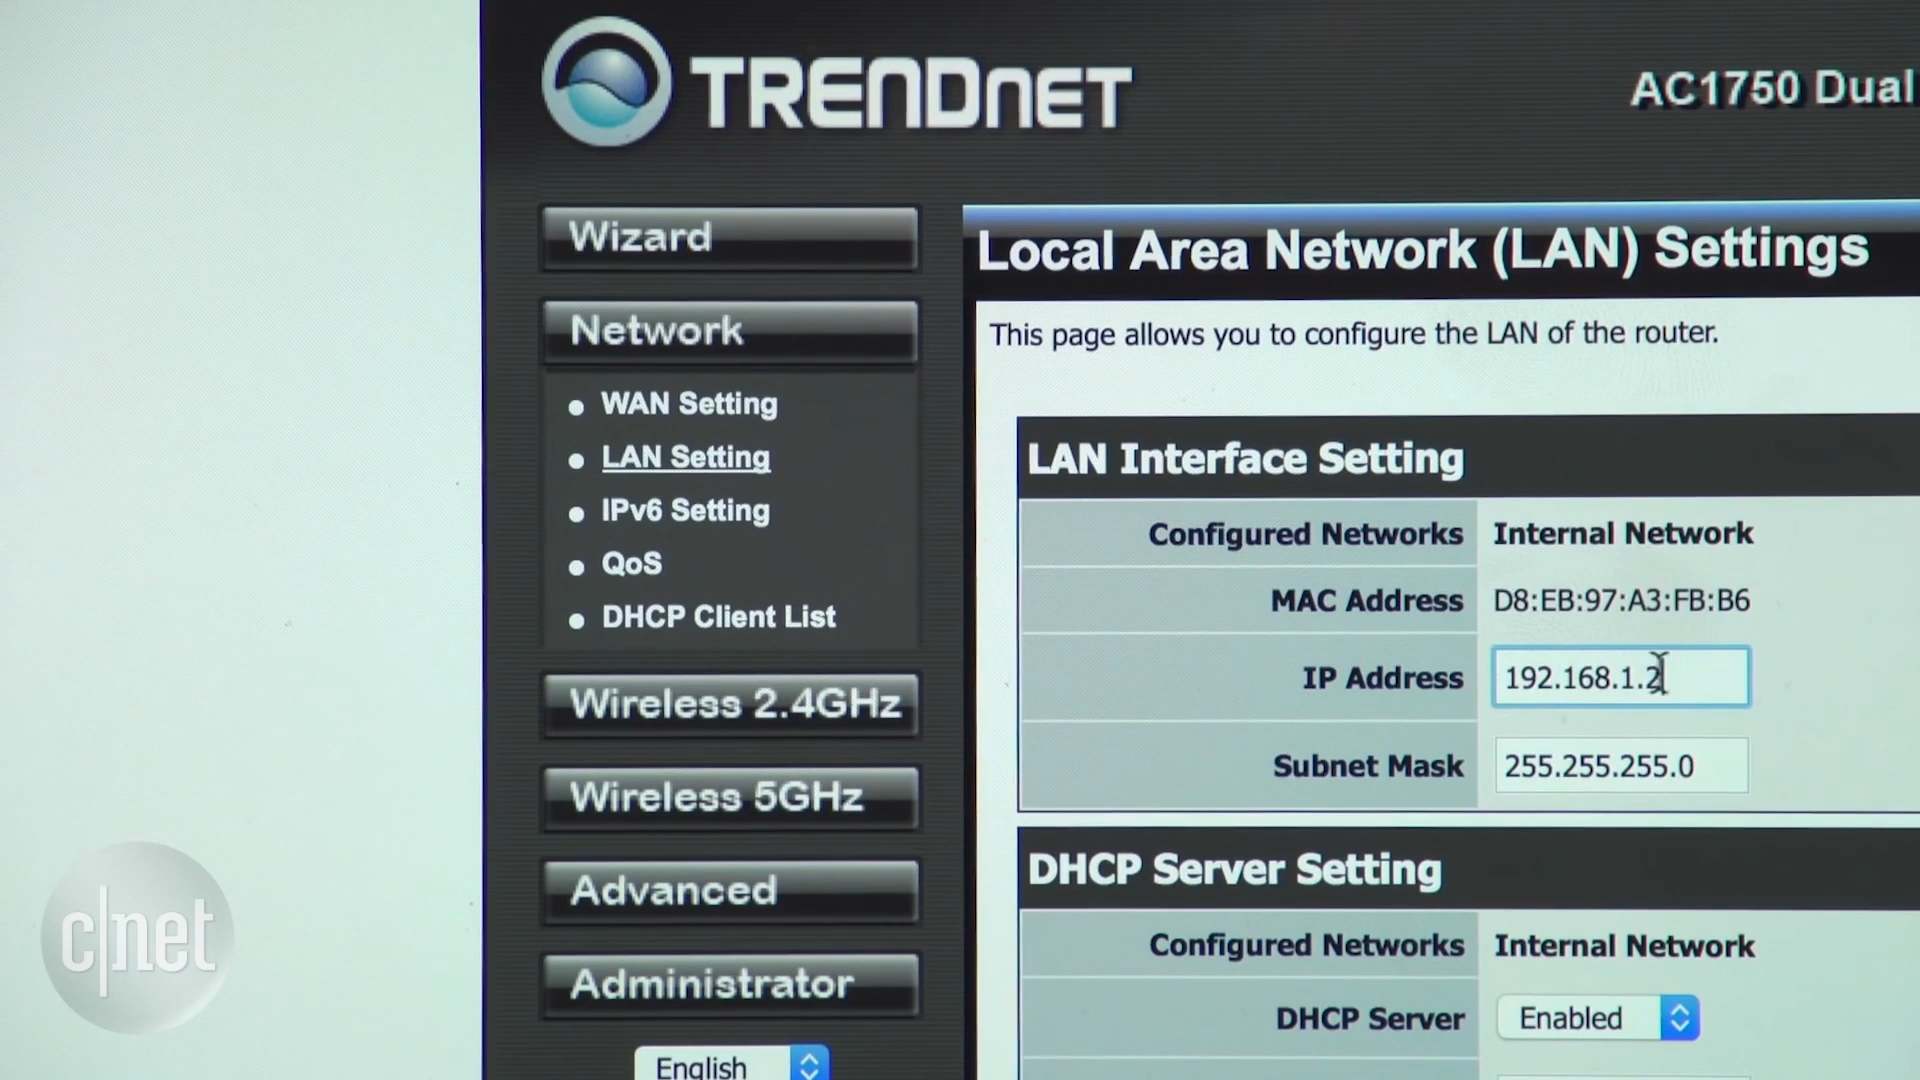 TRENDNET
AC1750 Dual
Wizard
Network
WAN Setting
LAN Setting
IPv6 Setting
QoS
DHCP Client List
Wireless 2.4GHz
Wireless 5GHz
Advanced
Administrator
English
Local Area Network (LAN) Settings
This page allows you to configure the LAN of the router.
LAN Interface Setting
Configured Networks Internal Network
MAC Address D8:EB:97:A3:FB:B6
IP Address 192.168.1.2
Subnet Mask 255.255.255.0
DHCP Server Setting
Configured Networks Internal Network
DHCP Server Enabled
c|net